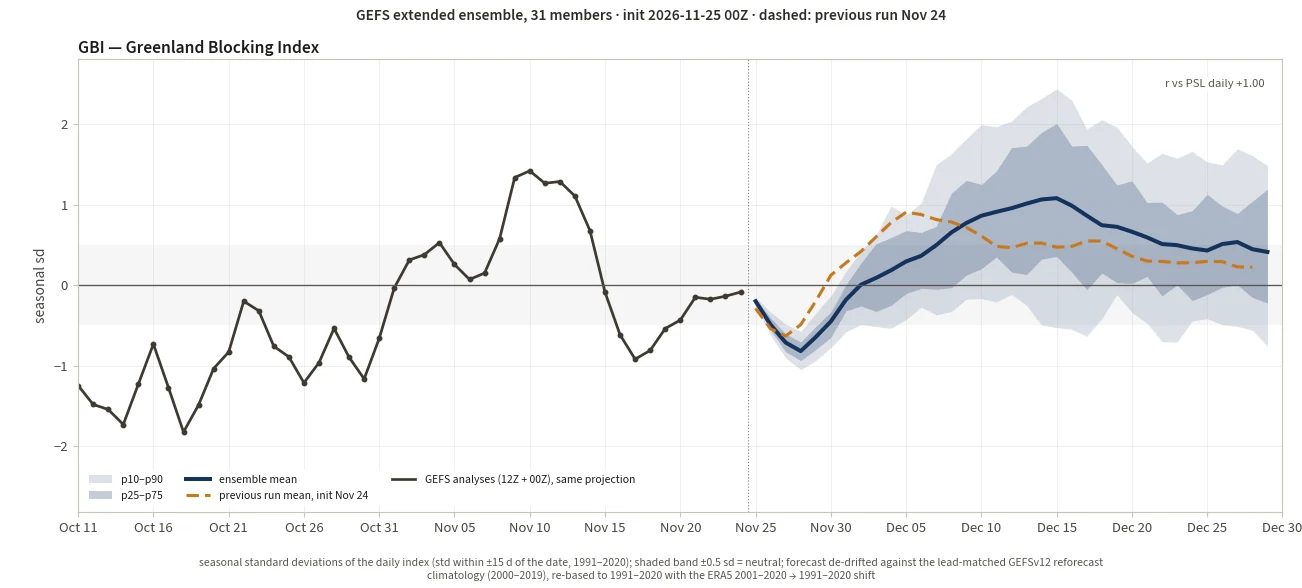 GEFS extended ensemble, 31 members · init 2026-11-25 00Z · dashed: previous run Nov 24
GBI — Greenland Blocking Index
r vs PSL daily +1.00
seasonal sd
2
1
0
−1
−2
p10–p90
ensemble mean
GEFS analyses (12Z + 00Z), same projection
p25–p75
previous run mean, init Nov 24
Oct 11
Oct 16
Oct 21
Oct 26
Oct 31
Nov 05
Nov 10
Nov 15
Nov 20
Nov 25
Nov 30
Dec 05
Dec 10
Dec 15
Dec 20
Dec 25
Dec 30
seasonal standard deviations of the daily index (std within ±15 d of the date, 1991–2020); shaded band ±0.5 sd = neutral; forecast de-drifted against the lead-matched GEFSv12 reforecast
climatology (2000–2019), re-based to 1991–2020 with the ERA5 2001–2020 → 1991–2020 shift